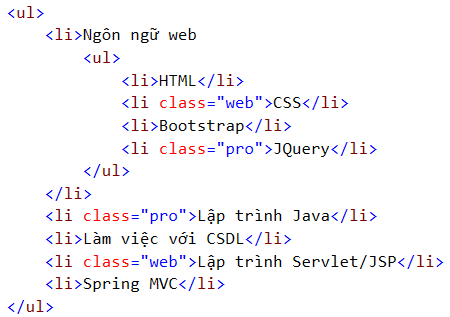 <ul>
    <li>Ngôn ngữ web
        <ul>
            <li>HTML</li>
            <li class="web">CSS</li>
            <li>Bootstrap</li>
            <li class="pro">JQuery</li>
        </ul>
    </li>
    <li class="pro">Lập trình Java</li>
    <li>Làm việc với CSDL</li>
    <li class="web">Lập trình Servlet/JSP</li>
    <li>Spring MVC</li>
</ul>